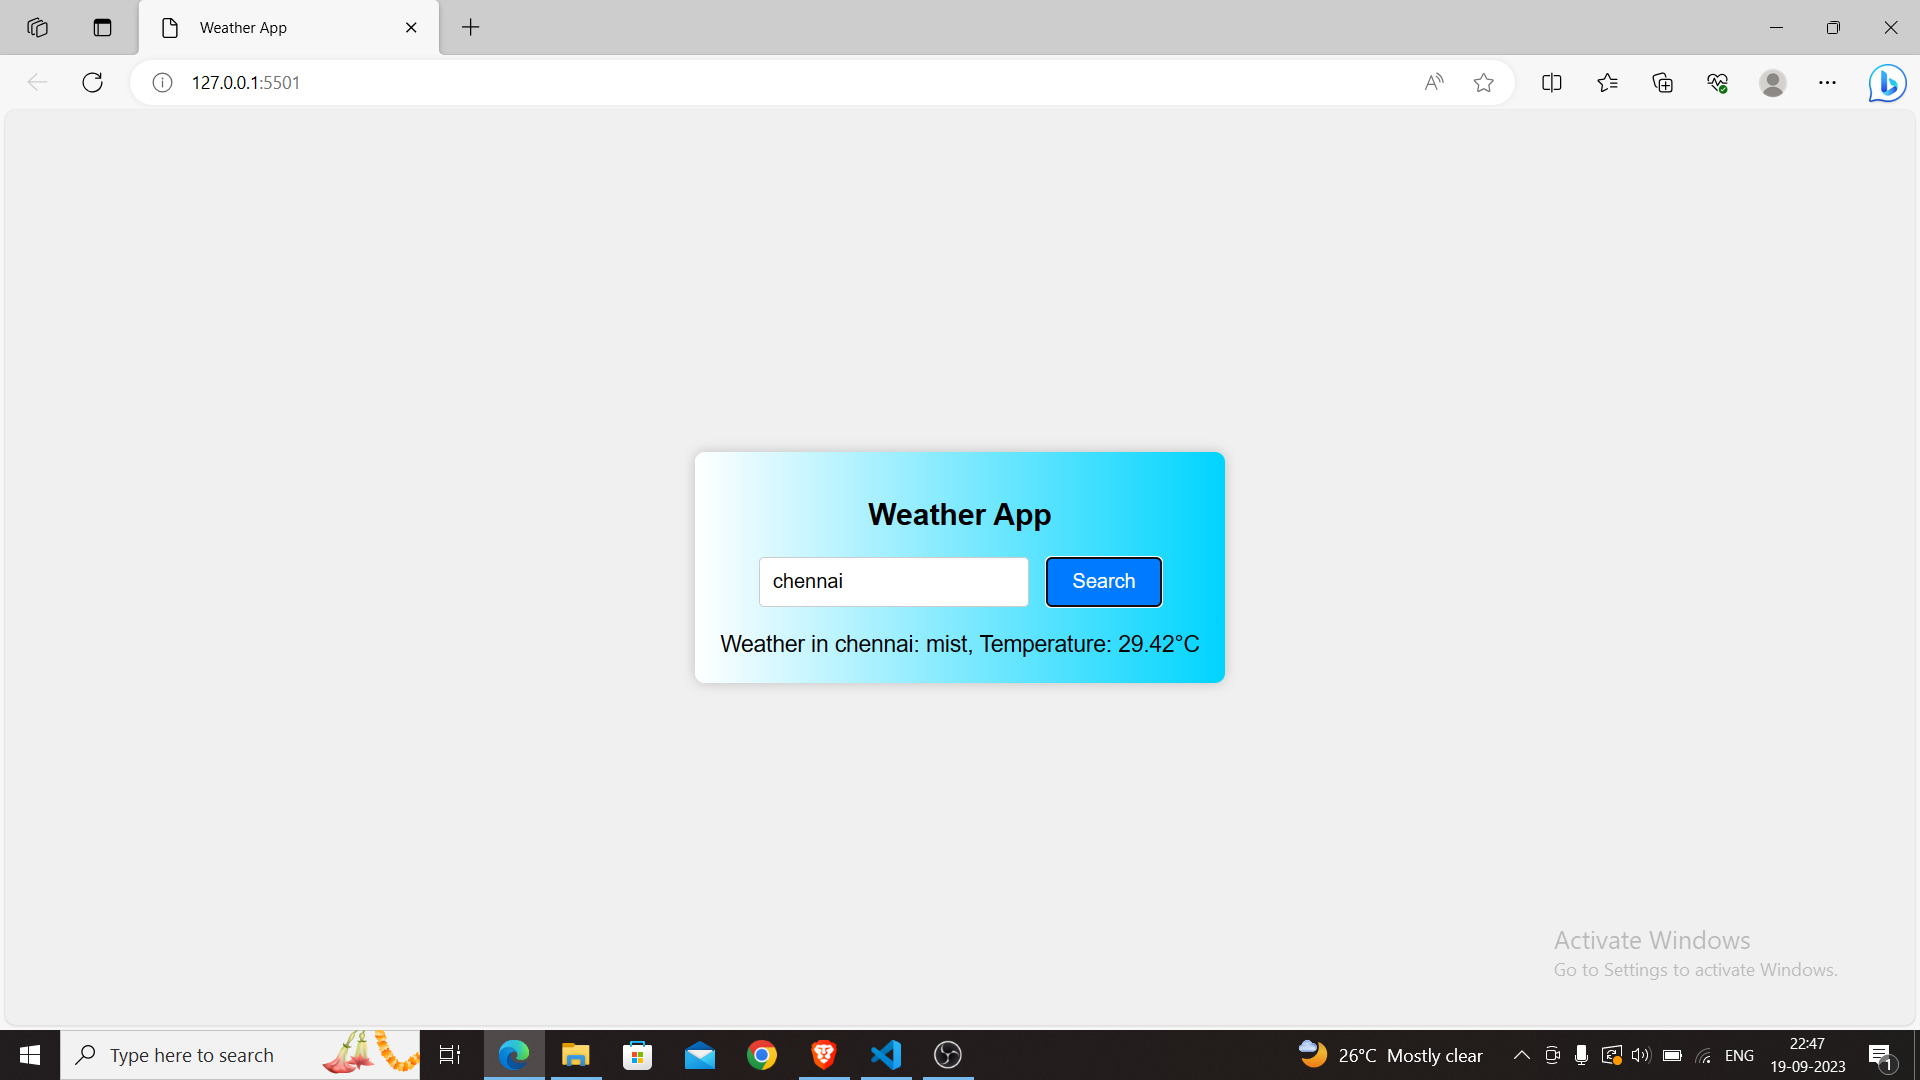 Weather App
127.0.0.1:5501
Weather App
chennai
Search
Weather in chennai: mist, Temperature: 29.42°C
Activate Windows
Go to Settings to activate Windows.
Type here to search
26°C Mostly clear
ENG
22:47
19-09-2023
1